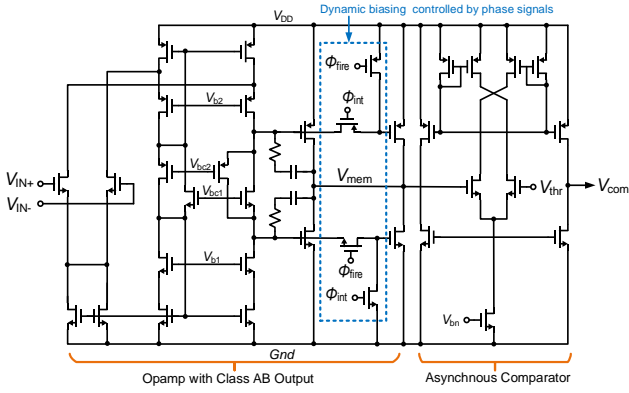 Dynamic biasing controlled by phase signals
VDD
Φfire
Vb2
Φint
VIN+
VIN-
Vbc2
Vbc1
Vmem
Vthr
Vcom
Vb1
Φfire
Φint
Vbn
Gnd
Opamp with Class AB Output
Asynchnous Comparator